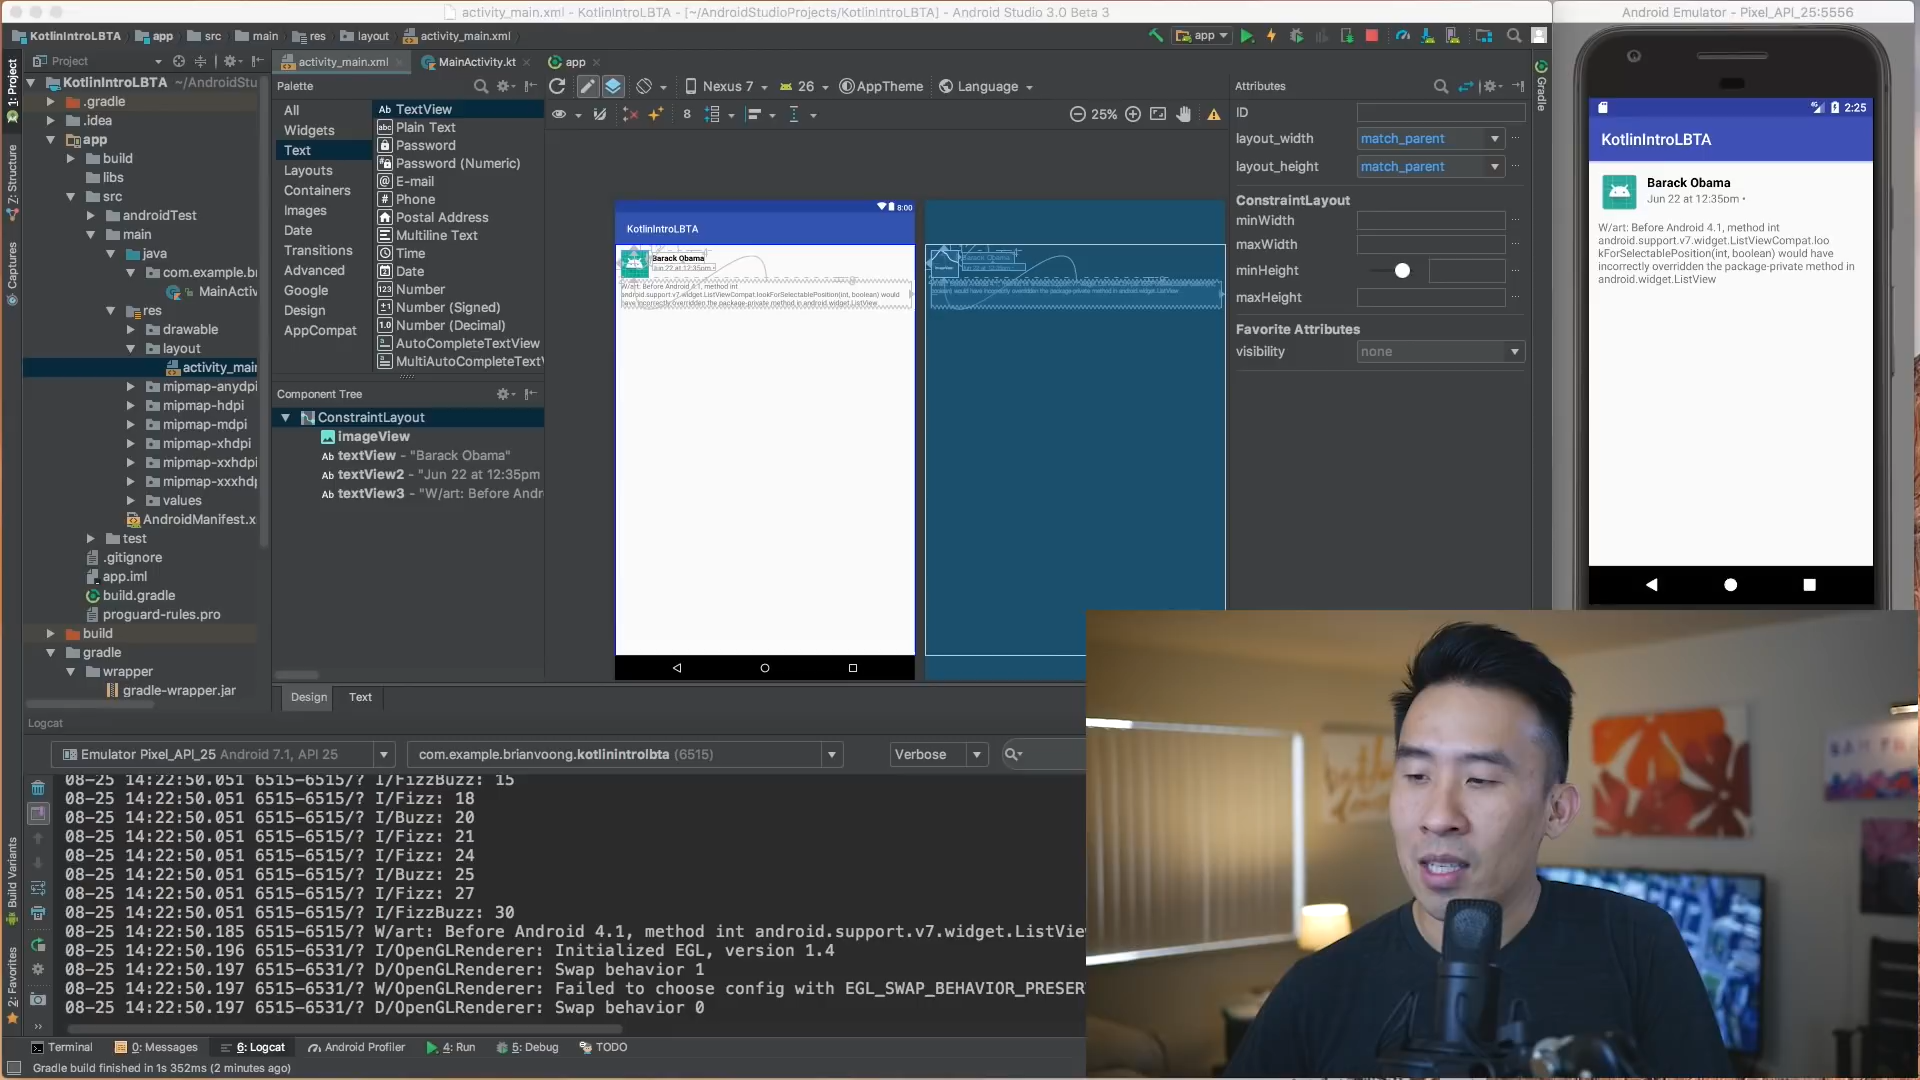 activity_main.xml - KotlinIntroLBTA - [~/AndroidStudioProjects/KotlinIntroLBTA] - Android Studio 3.0 Beta 3
Android Emulator - Pixel_API_25:5556
KotlinIntroLBTA app src main res layout activity_main.xml
app
Project
activity_main.xml
MainActivity.kt
app
KotlinIntroLBTA ~/AndroidStu
.gradle
.idea
app
build
libs
src
androidTest
main
java
com.example.bı
MainActiv
res
drawable
layout
activity_mai
mipmap-anydpi
mipmap-hdpi
mipmap-mdpi
mipmap-xhdpi
mipmap-xxhdpi
mipmap-xxxhdp
values
AndroidManifest.x
test
.gitignore
app.iml
build.gradle
proguard-rules.pro
build
gradle
wrapper
gradle-wrapper.jar
1: Project
7: Structure
Captures
Build Variants
2: Favorites
Palette
All
Widgets
Text
Layouts
Containers
Images
Date
Transitions
Advanced
Google
Design
AppCompat
Ab TextView
abc Plain Text
Password
Password (Numeric)
@ E-mail
# Phone
Postal Address
Multiline Text
Time
Date
123 Number
±1 Number (Signed)
1.0 Number (Decimal)
AutoCompleteTextView
MultiAutoCompleteTextV
Component Tree
ConstraintLayout
imageView
Ab textView - "Barack Obama"
Ab textView2 - "Jun 22 at 12:35pm
Ab textView3 - "W/art: Before Andr
Nexus 7
26
AppTheme
Language
8
25%
8:00
KotlinIntroLBTA
Barack Obama
Jun 22 at 12:35pm •
W/art: Before Android 4.1, method int
android.support.v7.widget.ListViewCompat.lookForSelectablePosition(int, boolean) would
have incorrectly overridden the package-private method in android.widget.ListView
Design
Text
Attributes
ID
layout_width match_parent
layout_height match_parent
ConstraintLayout
minWidth
maxWidth
minHeight
maxHeight
Favorite Attributes
visibility none
Gradle
2:25
KotlinIntroLBTA
Barack Obama
Jun 22 at 12:35pm •
W/art: Before Android 4.1, method int
android.support.v7.widget.ListViewCompat.loo
kForSelectablePosition(int, boolean) would have
incorrectly overridden the package-private method in
android.widget.ListView
Logcat
Emulator Pixel_API_25 Android 7.1, API 25
com.example.brianvoong.kotlinintrolbta (6515)
Verbose
08-25 14:22:50.051 6515-6515/? I/FizzBuzz: 15
08-25 14:22:50.051 6515-6515/? I/Fizz: 18
08-25 14:22:50.051 6515-6515/? I/Buzz: 20
08-25 14:22:50.051 6515-6515/? I/Fizz: 21
08-25 14:22:50.051 6515-6515/? I/Fizz: 24
08-25 14:22:50.051 6515-6515/? I/Buzz: 25
08-25 14:22:50.051 6515-6515/? I/Fizz: 27
08-25 14:22:50.051 6515-6515/? I/FizzBuzz: 30
08-25 14:22:50.185 6515-6515/? W/art: Before Android 4.1, method int android.support.v7.widget.ListView
08-25 14:22:50.196 6515-6531/? I/OpenGLRenderer: Initialized EGL, version 1.4
08-25 14:22:50.197 6515-6531/? D/OpenGLRenderer: Swap behavior 1
08-25 14:22:50.197 6515-6531/? W/OpenGLRenderer: Failed to choose config with EGL_SWAP_BEHAVIOR_PRESER
08-25 14:22:50.197 6515-6531/? D/OpenGLRenderer: Swap behavior 0
Terminal
0: Messages
6: Logcat
Android Profiler
4: Run
5: Debug
TODO
Gradle build finished in 1s 352ms (2 minutes ago)